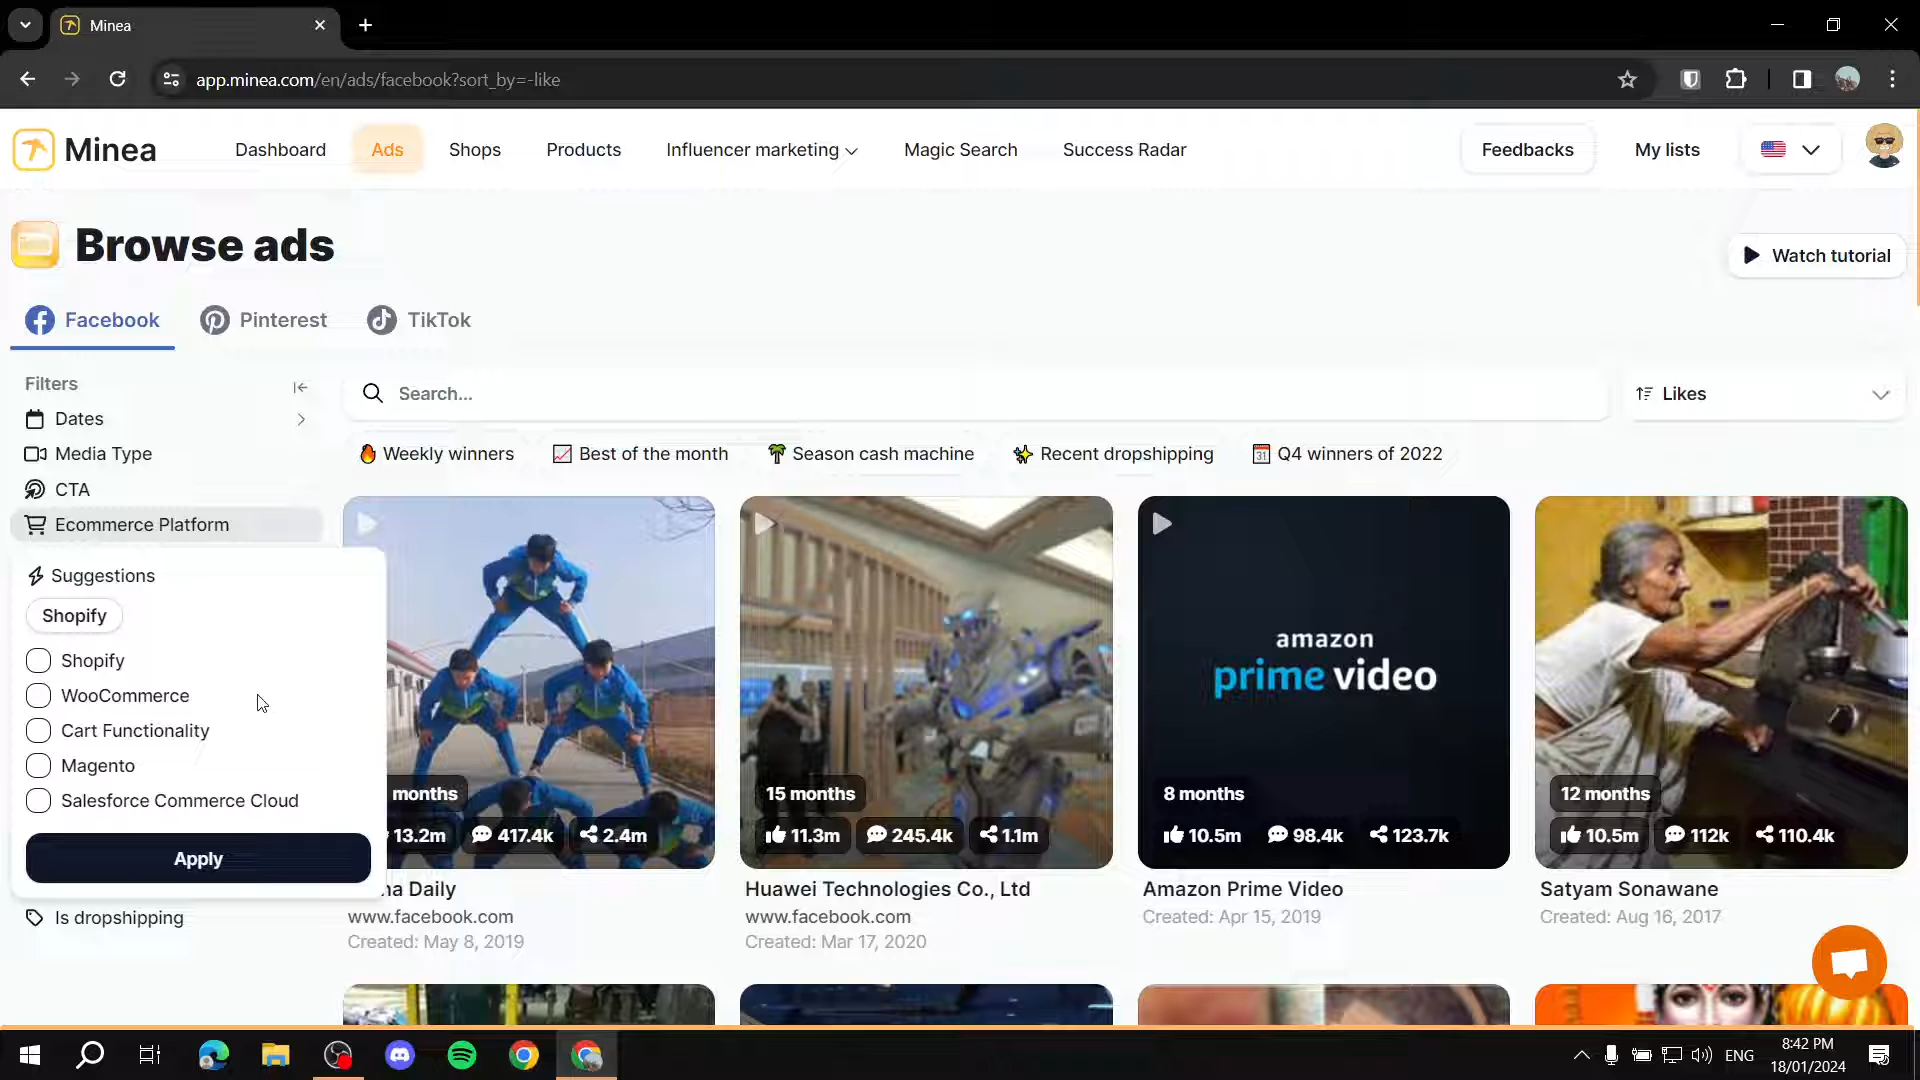 Minea
app.minea.com/en/ads/facebook?sort_by=-like
Minea
Dashboard
Ads
Shops
Products
Influencer marketing
Magic Search
Success Radar
Feedbacks
My lists
Browse ads
Watch tutorial
Facebook
Pinterest
TikTok
Filters
Dates
Media Type
CTA
Ecommerce Platform
Suggestions
Shopify
Shopify
WooCommerce
Cart Functionality
Magento
Salesforce Commerce Cloud
Apply
Is dropshipping
Search...
Likes
Weekly winners
Best of the month
Season cash machine
Recent dropshipping
31 Q4 winners of 2022
months
13.2m 417.4k 2.4m
Daily
www.facebook.com
Created: May 8, 2019
15 months
11.3m 245.4k 1.1m
Huawei Technologies Co., Ltd
www.facebook.com
Created: Mar 17, 2020
amazon
prime video
8 months
10.5m 98.4k 123.7k
Amazon Prime Video
Created: Apr 15, 2019
12 months
10.5m 112k 110.4k
Satyam Sonawane
Created: Aug 16, 2017
ENG
8:42 PM
18/01/2024